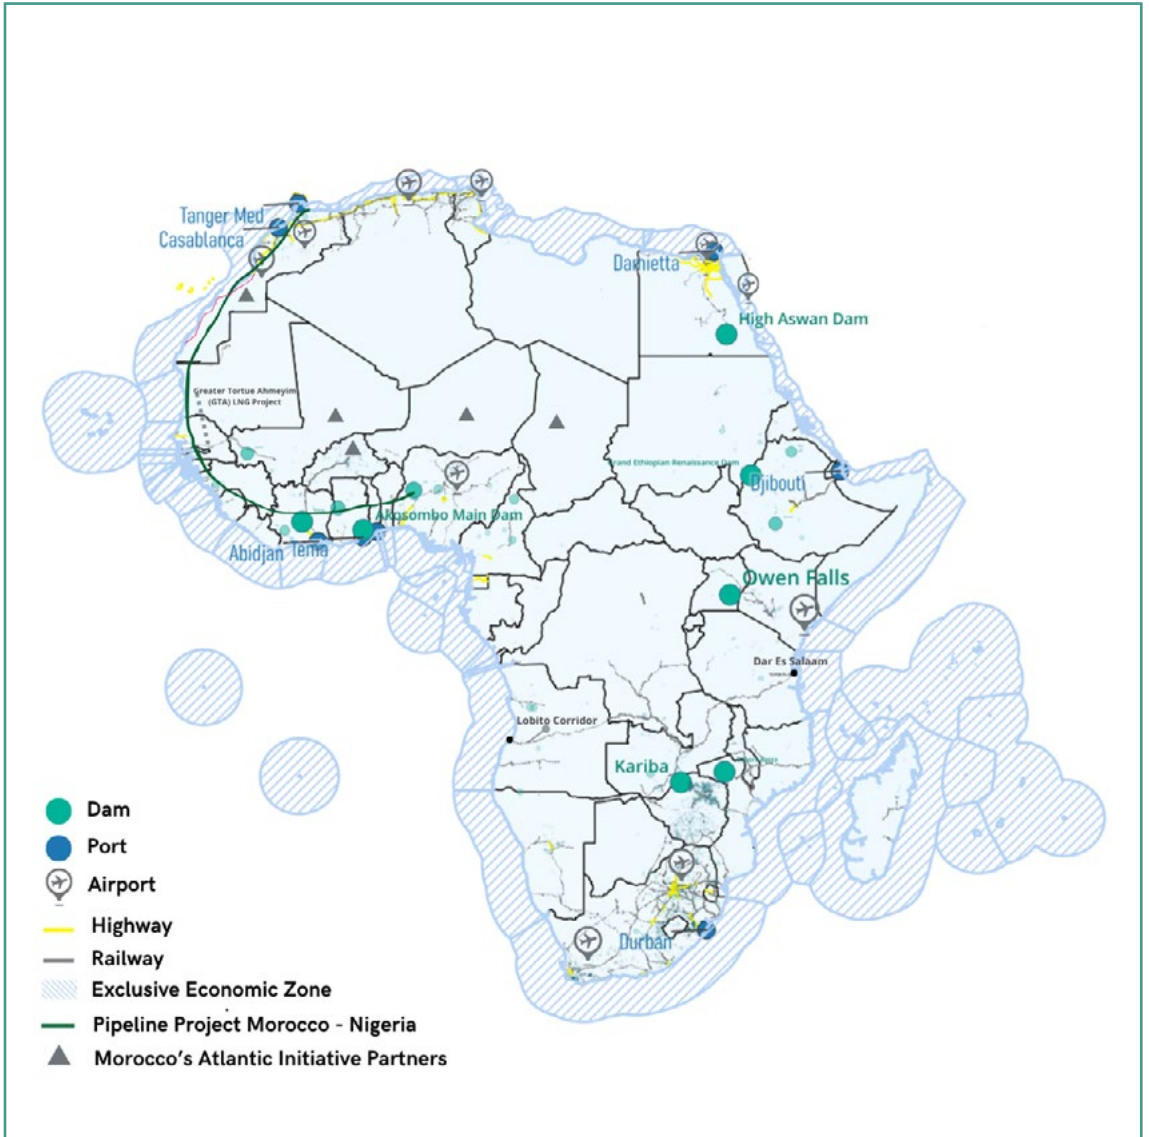 Tanger Med
Casablanca
Damietta
High Aswan Dam
Greater Tortue Ahmeyim
(GTA) LNG Project
rand Ethiopian Renaissance Dam
Djibouti
Akosombo Main Dam
Abidjan
Tema
Owen Falls
Dar Es Salaam
Lobito Corridor
Kariba
Durban
Dam
Port
Airport
Highway
Railway
Exclusive Economic Zone
Pipeline Project Morocco - Nigeria
Morocco's Atlantic Initiative Partners